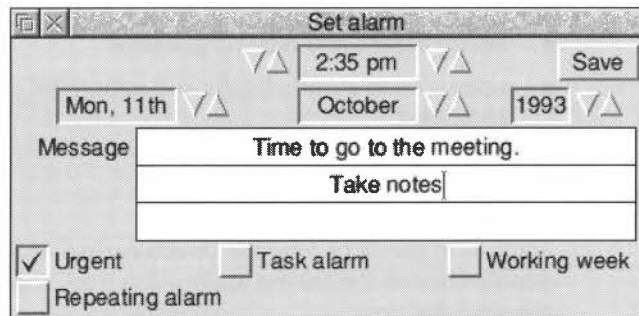 Set alarm
2:35 pm Save
Mon, 11th October 1993
Message Time to go to the meeting.
Take notes
Urgent Task alarm Working week
Repeating alarm